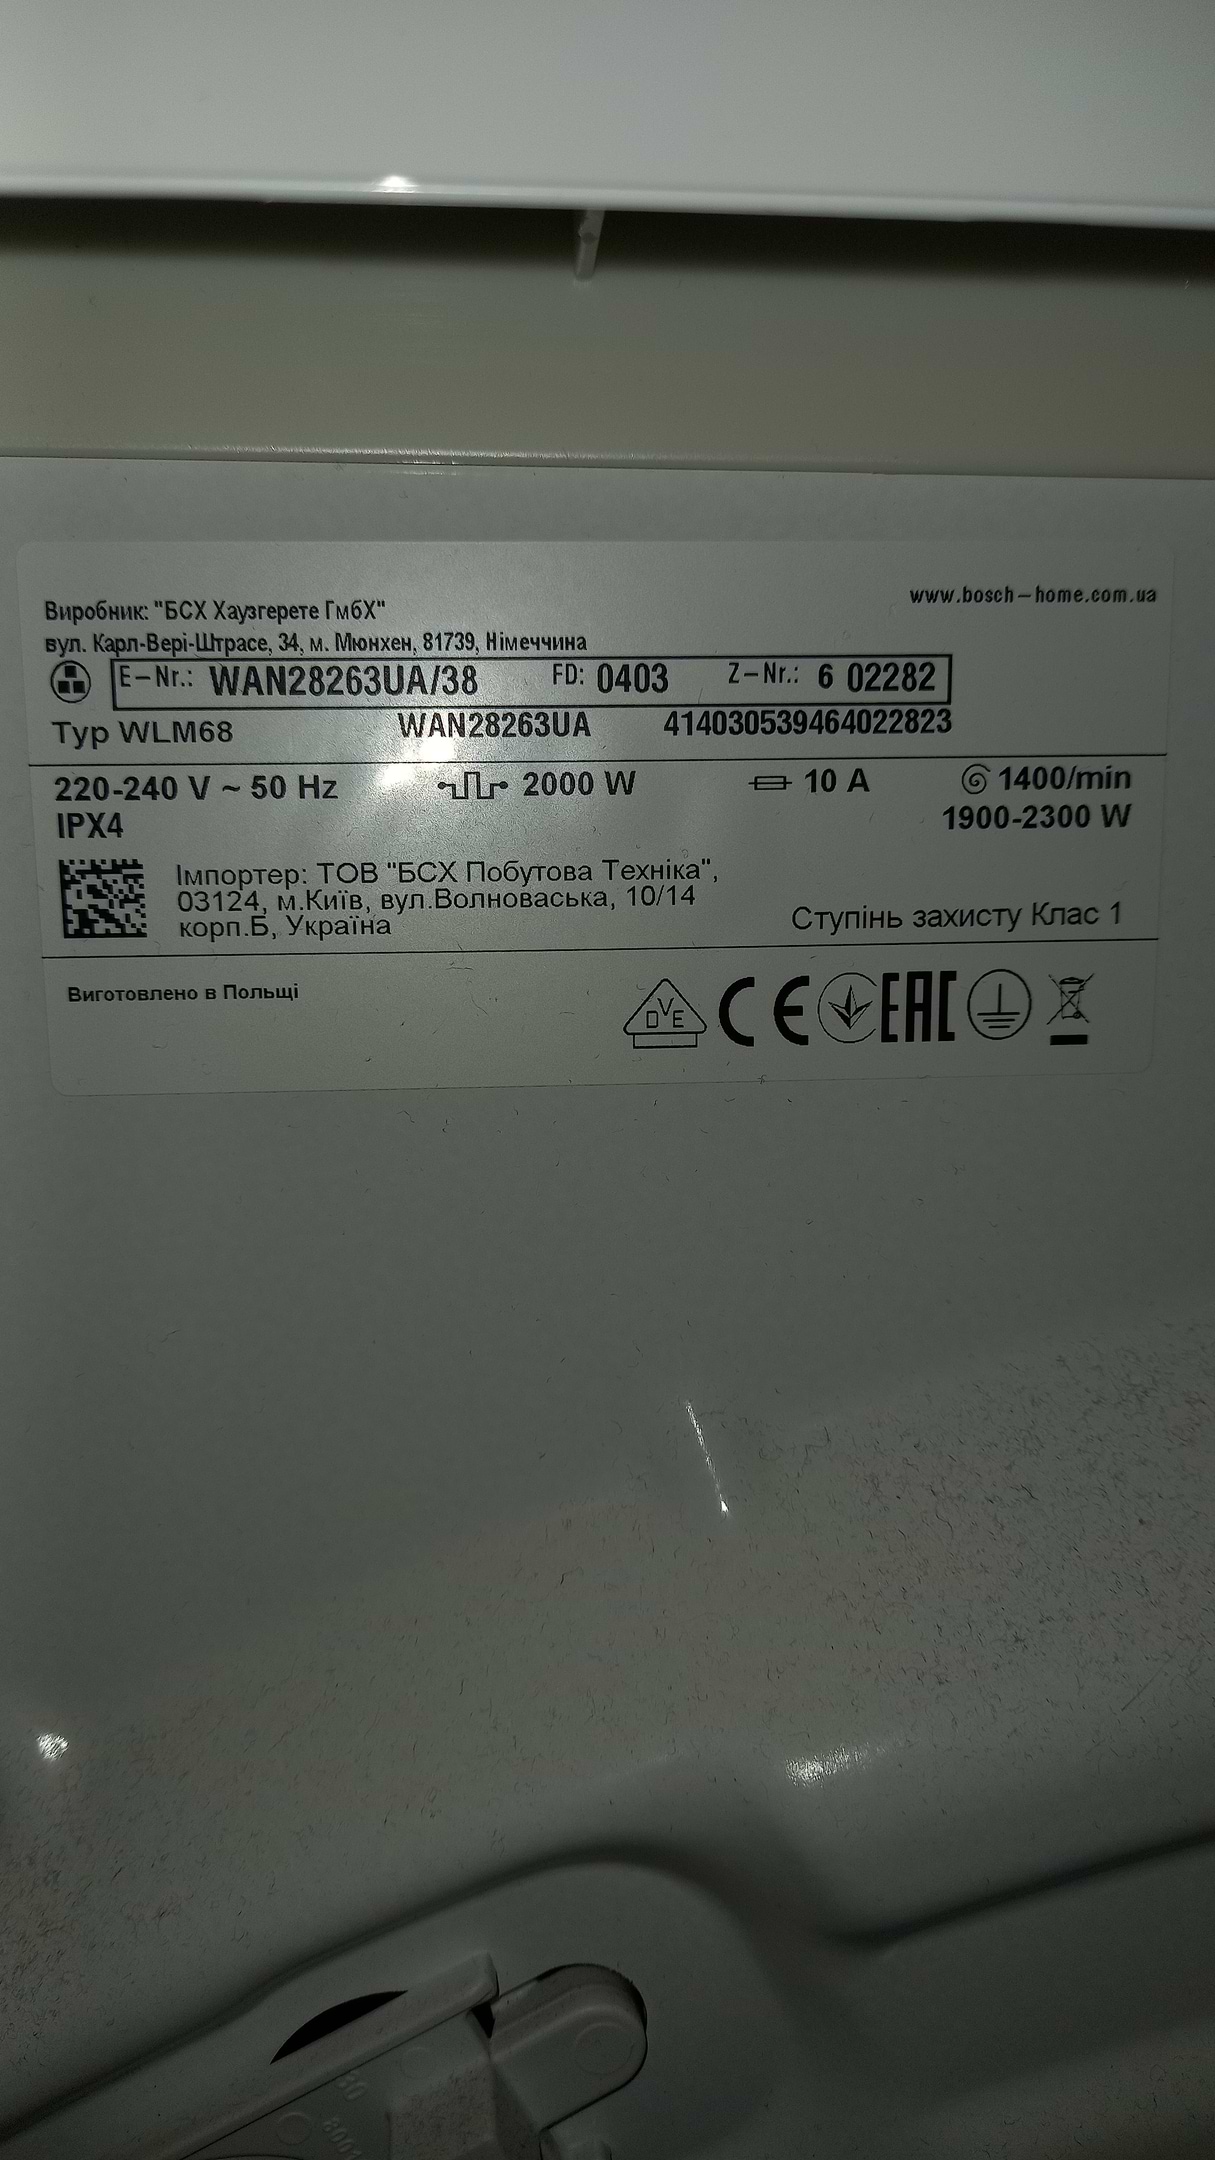 www.bosch-home.com.ua
Виробник: "БСХ Хаузгерете ГмбХ"
вул. Карл-Вері-Штрасе, 34, м. Мюнхен, 81739, Німеччина
E-Nr.: WAN28263UA/38 FD: 0403 Z-Nr.: 6 02282
Typ WLM68 WAN28263UA 414030539464022823
220-240 V ~ 50 Hz 2000 W 10 A 1400/min
IPX4 1900-2300 W
Імпортер: ТОВ "БСХ Побутова Техніка",
03124, м.Київ, вул.Волноваська, 10/14
корп.Б, Україна
Ступінь захисту Клас 1
Виготовлено в Польщі
DVE CE EAC